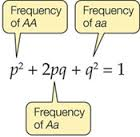 Frequency
of AA
Frequency
of aa
p² + 2pq + q² = 1
Frequency
of Aa